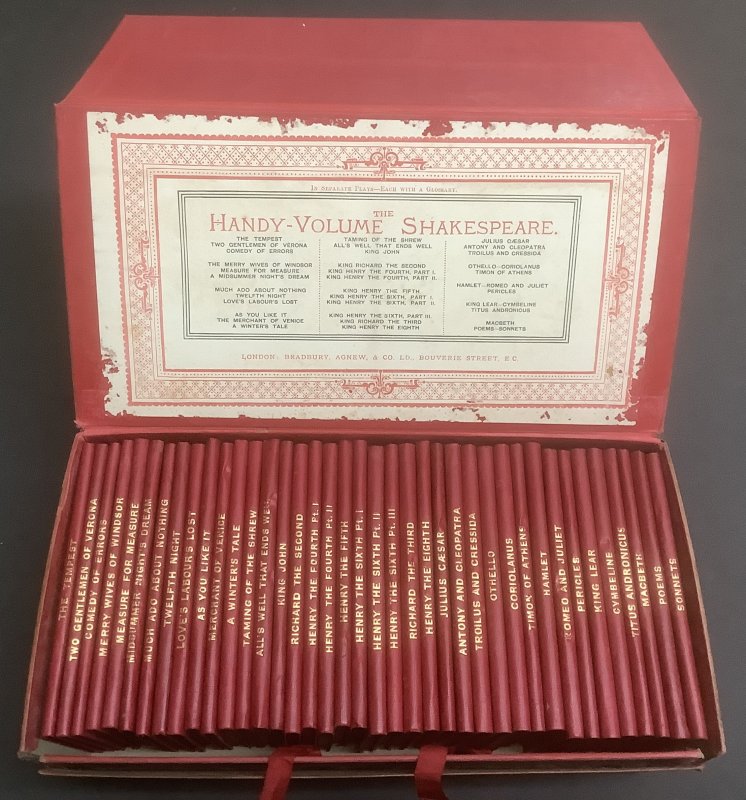 IN SEPARATE PLAYS—EACH WITH A GLOSSARY.
THE
HANDY-VOLUME SHAKESPEARE.
THE TEMPEST
TWO GENTLEMEN OF VERONA
COMEDY OF ERRORS
THE MERRY WIVES OF WINDSOR
MEASURE FOR MEASURE
A MIDSUMMER NIGHT'S DREAM
MUCH ADO ABOUT NOTHING
TWELFTH NIGHT
LOVE'S LABOUR'S LOST
AS YOU LIKE IT
THE MERCHANT OF VENICE
A WINTER'S TALE
TAMING OF THE SHREW
ALL'S WELL THAT ENDS WELL
KING JOHN
KING RICHARD THE SECOND
KING HENRY THE FOURTH, PART I.
KING HENRY THE FOURTH, PART II.
KING HENRY THE FIFTH
KING HENRY THE SIXTH, PART I.
KING HENRY THE SIXTH, PART II.
KING HENRY THE SIXTH, PART III.
KING RICHARD THE THIRD
KING HENRY THE EIGHTH
JULIUS CÆSAR
ANTONY AND CLEOPATRA
TROILUS AND CRESSIDA
OTHELLO—CORIOLANUS
TIMON OF ATHENS
HAMLET—ROMEO AND JULIET
PERICLES
KING LEAR—CYMBELINE
TITUS ANDRONICUS
MACBETH
POEMS—SONNETS
LONDON: BRADBURY, AGNEW, & CO. LD., BOUVERIE STREET, E.C.
THE TEMPEST
TWO GENTLEMEN OF VERONA
COMEDY OF ERRORS
MERRY WIVES OF WINDSOR
MEASURE FOR MEASURE
MIDSUMMER NIGHT'S DREAM
MUCH ADO ABOUT NOTHING
TWELFTH NIGHT
LOVE'S LABOUR'S LOST
AS YOU LIKE IT
MERCHANT OF VENICE
A WINTER'S TALE
TAMING OF THE SHREW
ALL'S WELL THAT ENDS WELL
KING JOHN
RICHARD THE SECOND
HENRY THE FOURTH Pt. I
HENRY THE FOURTH Pt. II
HENRY THE FIFTH
HENRY THE SIXTH Pt. I
HENRY THE SIXTH Pt. II
HENRY THE SIXTH Pt. III
RICHARD THE THIRD
HENRY THE EIGHTH
JULIUS CÆSAR
ANTONY AND CLEOPATRA
TROILUS AND CRESSIDA
OTHELLO
CORIOLANUS
TIMON OF ATHENS
HAMLET
ROMEO AND JULIET
PERICLES
KING LEAR
CYMBELINE
TITUS ANDRONICUS
MACBETH
POEMS
SONNETS